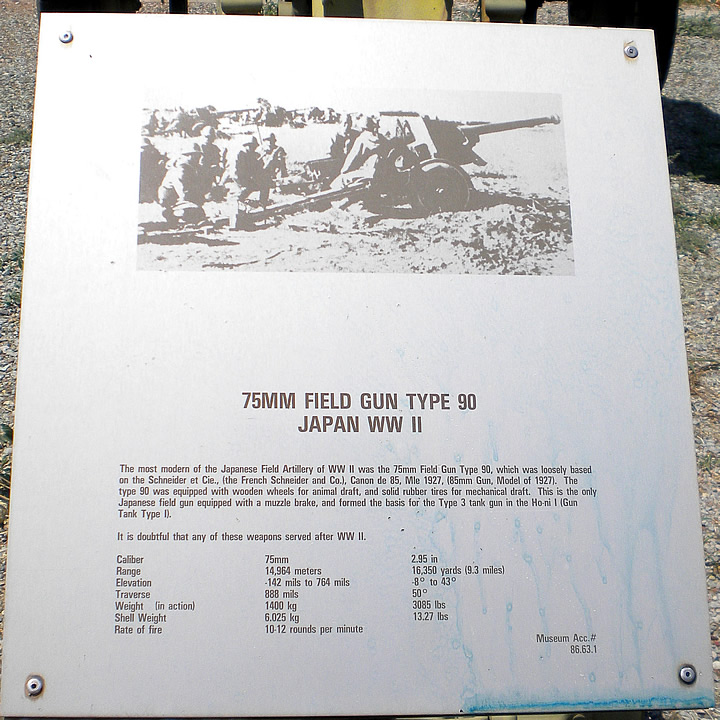 75MM FIELD GUN TYPE 90
JAPAN WW II
The most modern of the Japanese Field Artillery of WW II was the 75mm Field Gun Type 90, which was loosely based
on the Schneider et Cie., (the French Schneider and Co.), Canon de 85, Mle 1927, (85mm Gun, Model of 1927). The
type 90 was equipped with wooden wheels for animal draft, and solid rubber tires for mechanical draft. This is the only
Japanese field gun equipped with a muzzle brake, and formed the basis for the Type 3 tank gun in the Ho-ni I (Gun
Tank Type I).
It is doubtful that any of these weapons served after WW II.
Caliber 75mm 2.95 in
Range 14,964 meters 16,350 yards (9.3 miles)
Elevation -142 mils to 764 mils -8° to 43°
Traverse 888 mils 50°
Weight (in action) 1400 kg 3085 lbs
Shell Weight 6.025 kg 13.27 lbs
Rate of fire 10-12 rounds per minute
Museum Acc.#
86.63.1